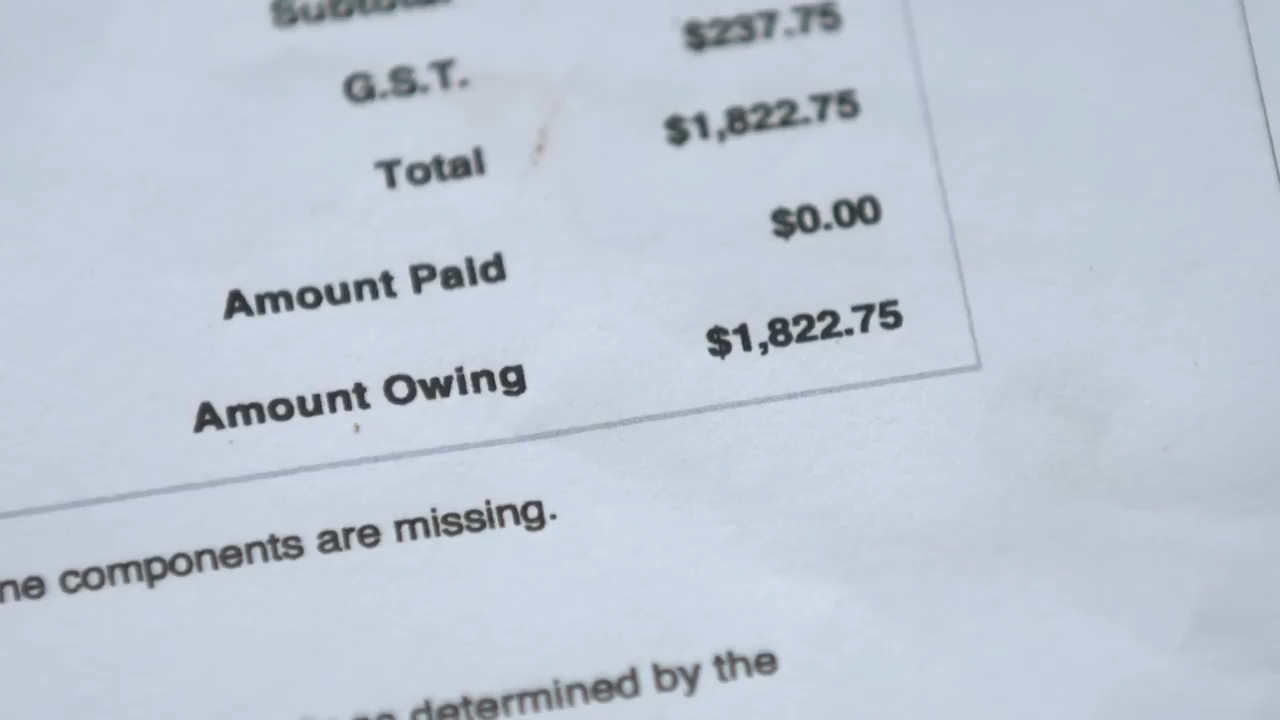 Subtotal
G.S.T. $237.75
Total $1,822.75
Amount Paid $0.00
Amount Owing $1,822.75
components are missing.
determined by the